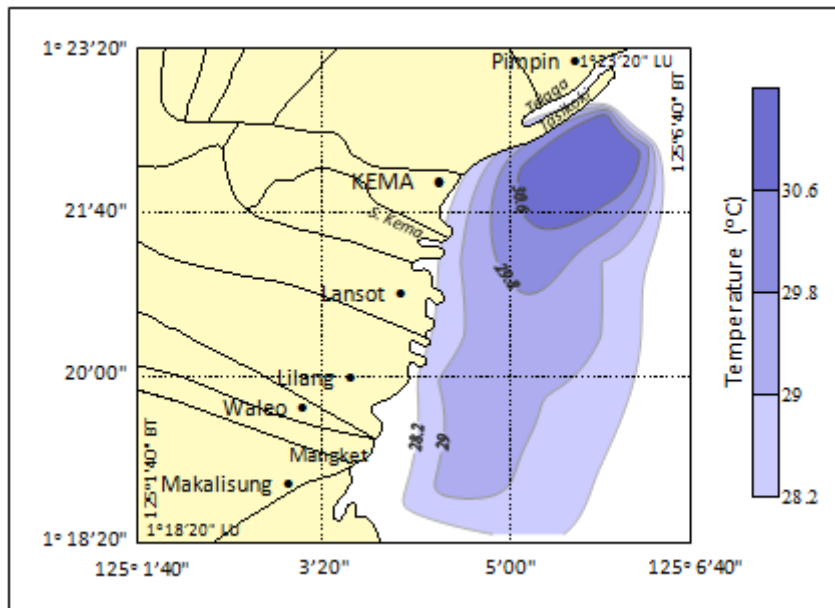 1° 23'20"
Pimpin
1°23'20" LU
Telaga
Tasikoki
125°6'40" BT
KEMA
30.6
21'40"
S. Kema
29.8
Lansot
20'00"
Lilang
Waleo
28.2
29
Mangket
Makalisung
125°1'40" BT
1°18'20" LU
1° 18'20"
125° 1'40"
3'20"
5'00"
125° 6'40"
Temperature (°C)
30.6
29.8
29
28.2